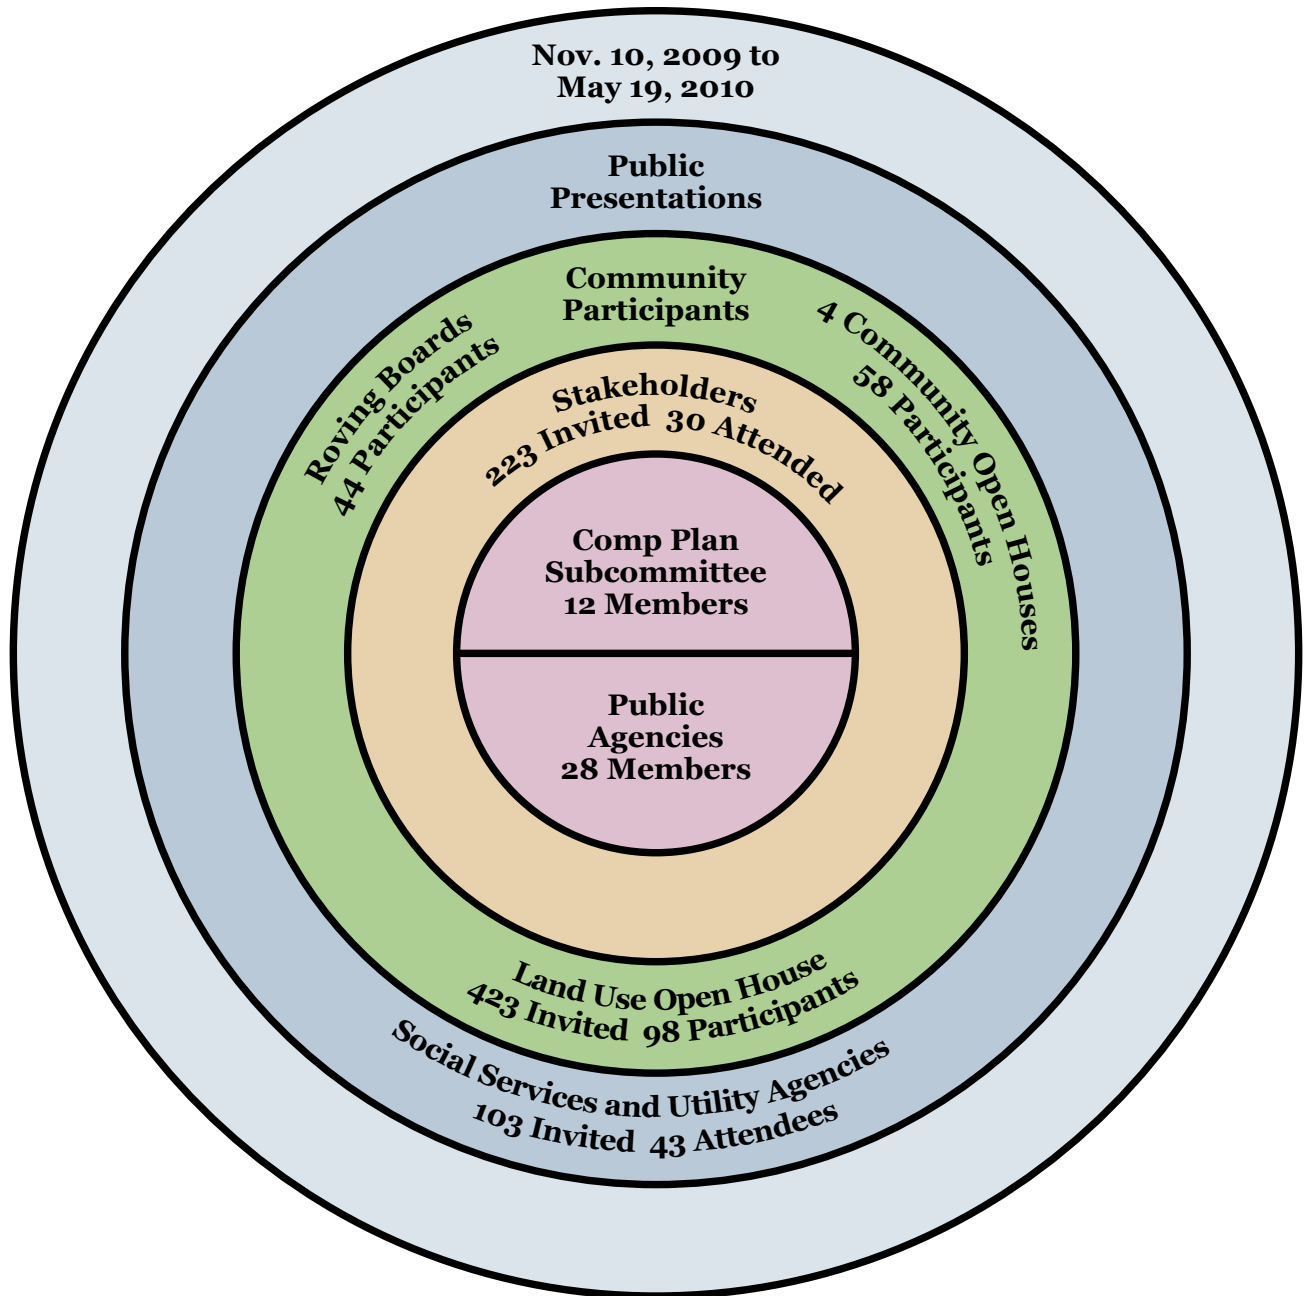 Nov. 10, 2009 to
May 19, 2010
Public
Presentations
Community
Participants
Roving Boards
44 Participants
4 Community Open Houses
58 Participants
Stakeholders
223 Invited 30 Attended
Comp Plan
Subcommittee
12 Members
Public
Agencies
28 Members
Land Use Open House
423 Invited 98 Participants
Social Services and Utility Agencies
103 Invited 43 Attendees